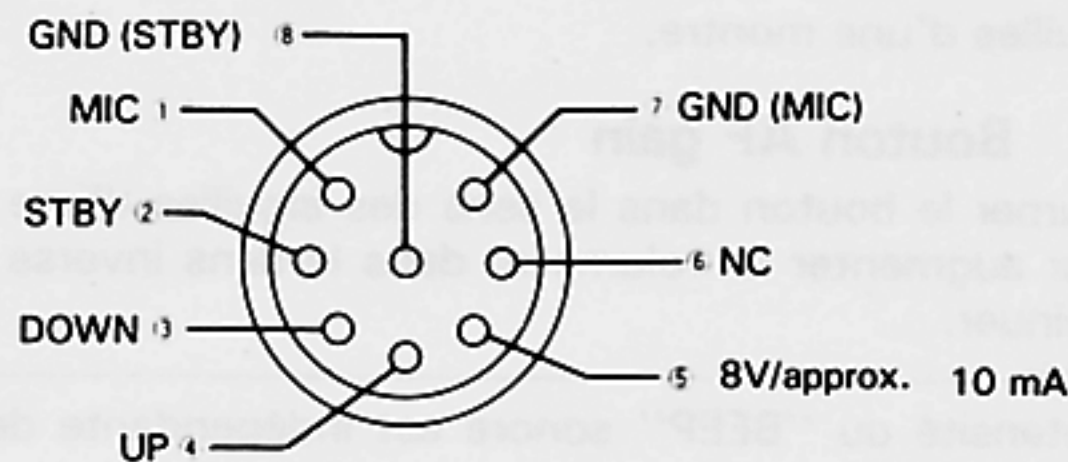 GND (STBY) 8
MIC 1
7 GND (MIC)
STBY 2
6 NC
DOWN 3
5 8V/approx. 10 mA
UP 4